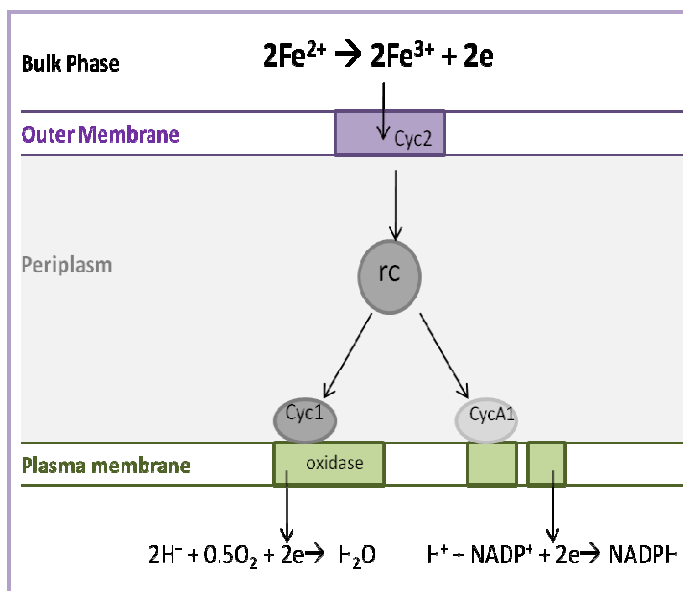 Bulk Phase
2Fe²⁺ → 2Fe³⁺ + 2e
Outer Membrane
Cyc2
Periplasm
rc
Cyc1
CycA1
Plasma membrane
oxidase
2H⁺ + 0.5O₂ + 2e→ H₂O
H⁺ + NADP⁺ + 2e→ NADPH